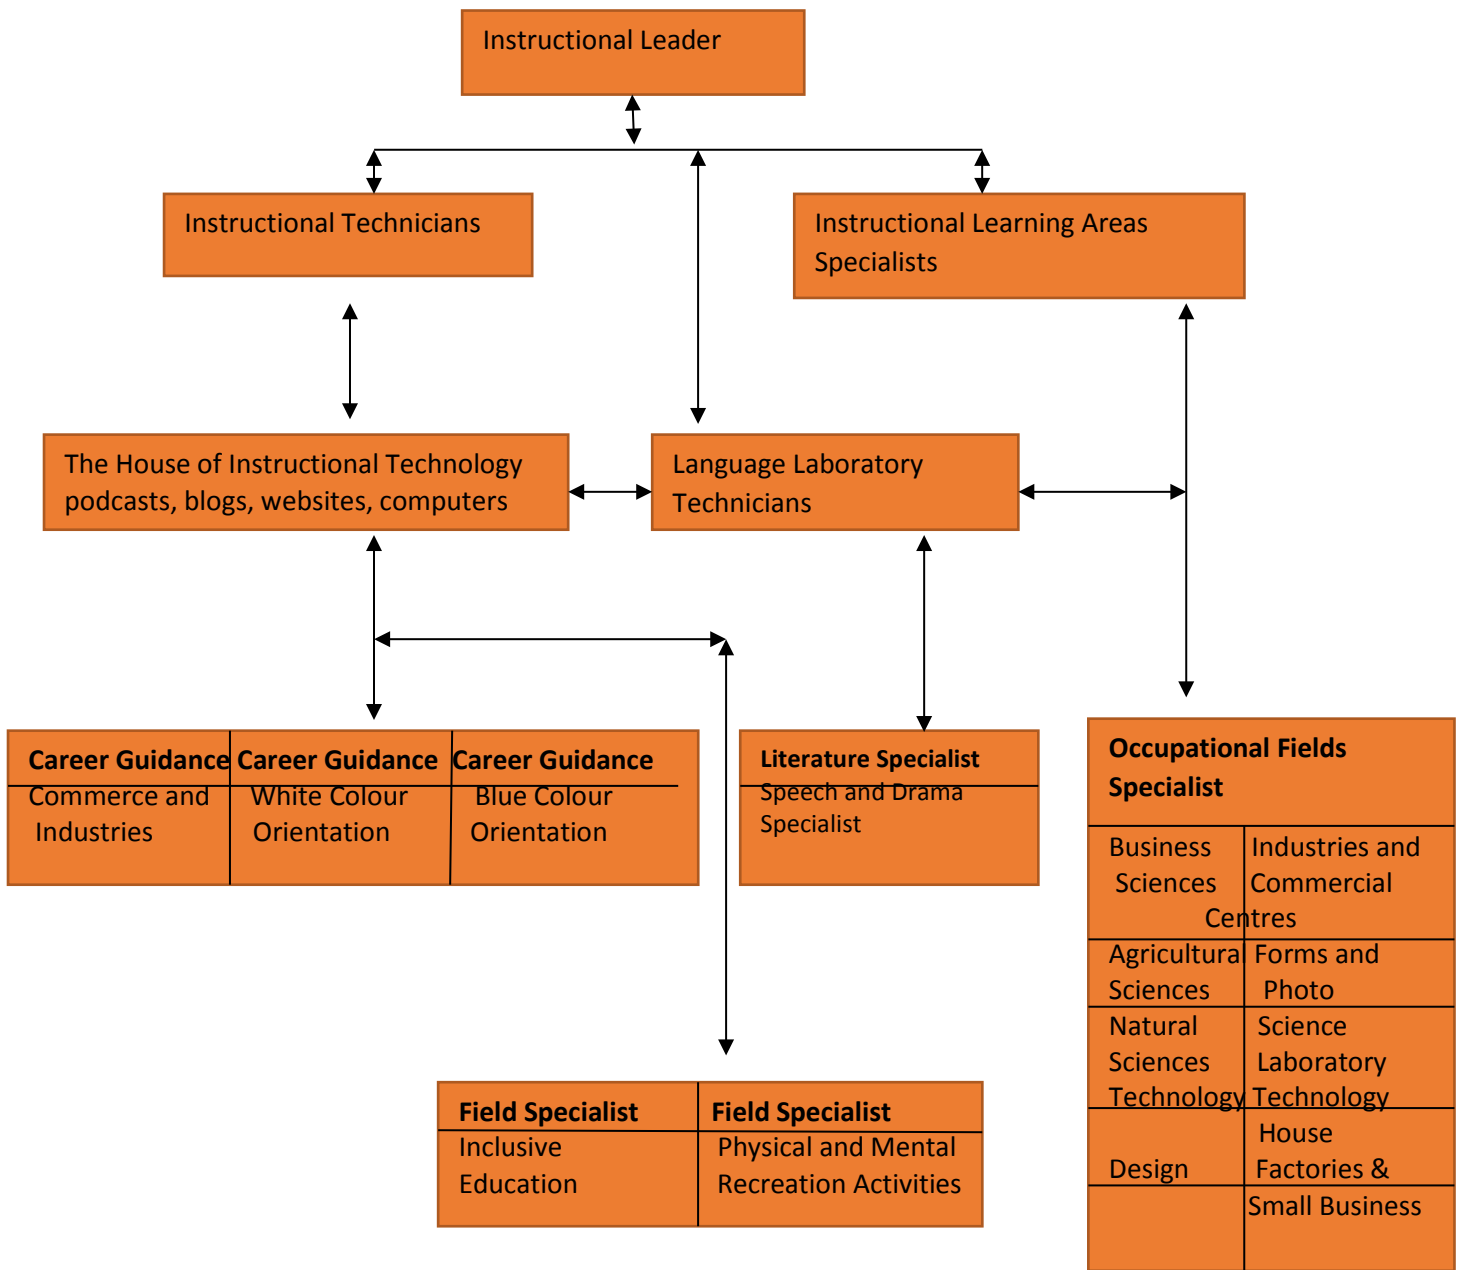 Instructional Leader
Instructional Technicians
Instructional Learning Areas
Specialists
The House of Instructional Technology
podcasts, blogs, websites, computers
Language Laboratory
Technicians
Career Guidance Career Guidance Career Guidance
Commerce and White Colour Blue Colour
Industries Orientation Orientation
Literature Specialist
Speech and Drama
Specialist
Occupational Fields
Specialist
Business Industries and
Sciences Commercial
Centres
Agricultural Forms and
Sciences Photo
Natural Science
Sciences Laboratory
Technology Technology
House
Design Factories &
Small Business
Field Specialist Field Specialist
Inclusive Physical and Mental
Education Recreation Activities